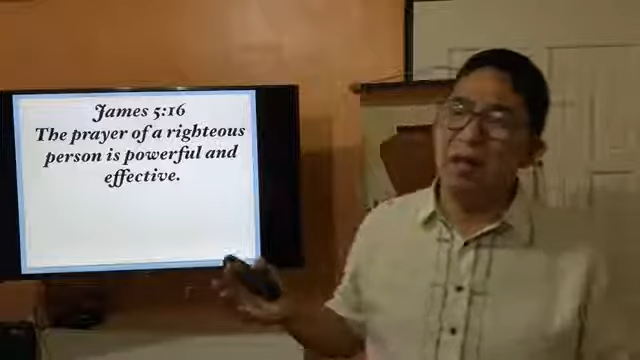 James 5:16
The prayer of a righteous
person is powerful and
effective.